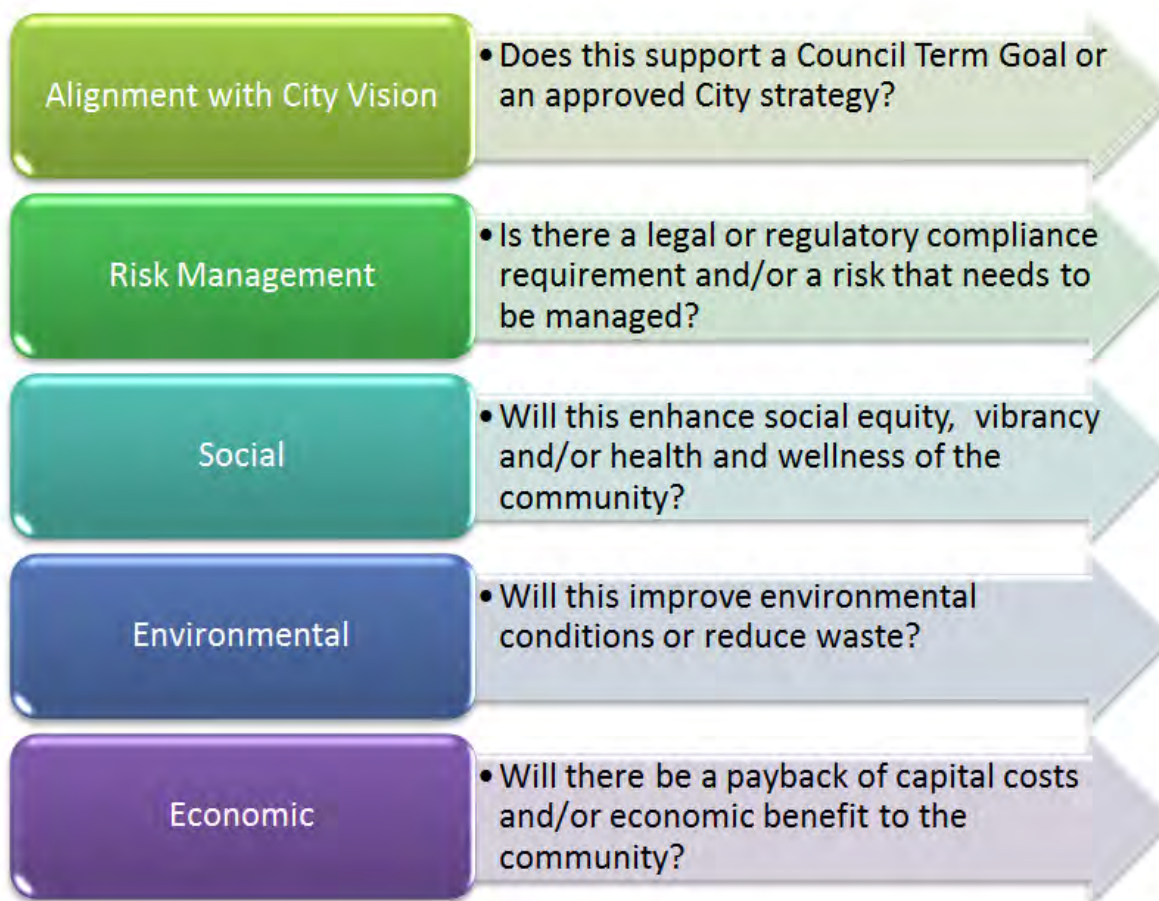 Alignment with City Vision
• Does this support a Council Term Goal or
an approved City strategy?
Risk Management
• Is there a legal or regulatory compliance
requirement and/or a risk that needs to
be managed?
Social
• Will this enhance social equity, vibrancy
and/or health and wellness of the
community?
Environmental
• Will this improve environmental
conditions or reduce waste?
Economic
• Will there be a payback of capital costs
and/or economic benefit to the
community?